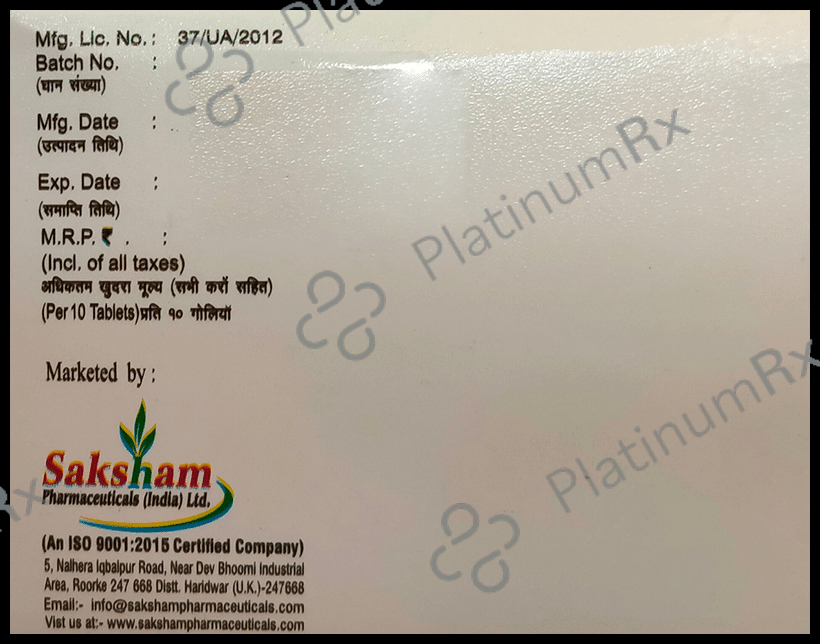 Mfg. Lic. No. : 37/UA/2012
Batch No. :
(घान संख्या)
Mfg. Date :
(उत्पादन तिथि)
Exp. Date :
(समाप्ति तिथि)
M.R.P. ₹ . :
(Incl. of all taxes)
अधिकतम खुदरा मूल्य (सभी करों सहित)
(Per 10 Tablets)प्रति १० गोलियाँ
Marketed by :
Saksham
Pharmaceuticals (India) Ltd.
(An ISO 9001:2015 Certified Company)
5, Nalhera Iqbalpur Road, Near Dev Bhoomi Industrial
Area, Roorke 247 668 Distt. Haridwar (U.K.)-247668
Email:- info@sakshampharmaceuticals.com
Vist us at:- www.sakshampharmaceuticals.com
PlatinumRx
PlatinumRx
PlatinumRx
Rx